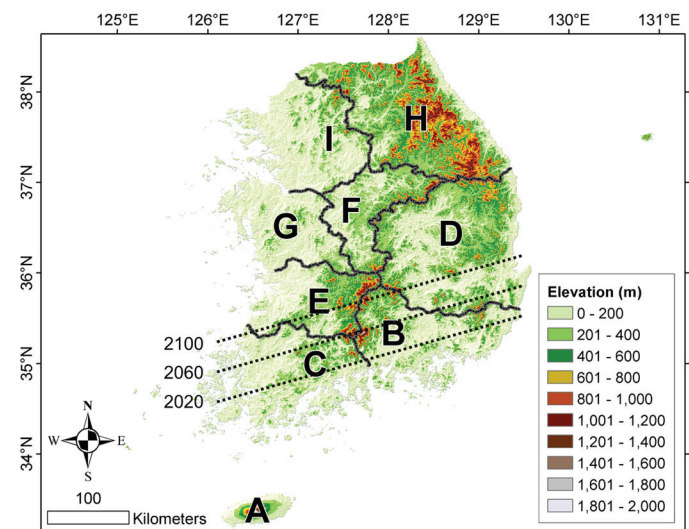 125°E 126°E 127°E 128°E 129°E 130°E 131°E
38°N
37°N
36°N
35°N
34°N
H
I
F
G
D
E
B
C
A
2100
2060
2020
N
W E
S
100
Kilometers
Elevation (m)
0 - 200
201 - 400
401 - 600
601 - 800
801 - 1,000
1,001 - 1,200
1,201 - 1,400
1,401 - 1,600
1,601 - 1,800
1,801 - 2,000